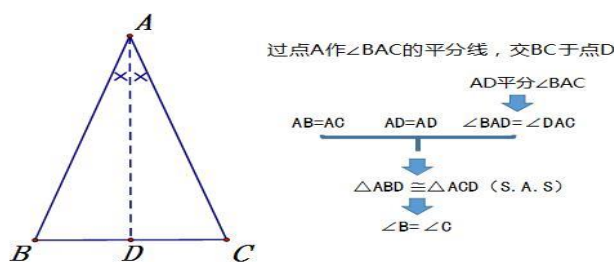 A
B
D
C
过点A作∠BAC的平分线，交BC于点D
AD平分∠BAC
AB=AC AD=AD ∠BAD=∠DAC
△ABD≅△ACD（S.A.S）
∠B=∠C